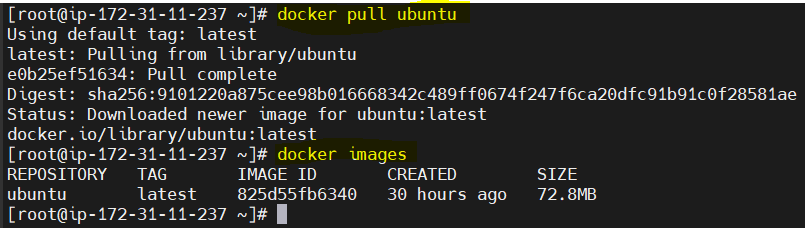 [root@ip-172-31-11-237 ~]# docker pull ubuntu
Using default tag: latest
latest: Pulling from library/ubuntu
e0b25ef51634: Pull complete
Digest: sha256:9101220a875cee98b016668342c489ff0674f247f6ca20dfc91b91c0f28581ae
Status: Downloaded newer image for ubuntu:latest
docker.io/library/ubuntu:latest
[root@ip-172-31-11-237 ~]# docker images
REPOSITORY   TAG       IMAGE ID       CREATED        SIZE
ubuntu       latest    825d55fb6340   30 hours ago   72.8MB
[root@ip-172-31-11-237 ~]#